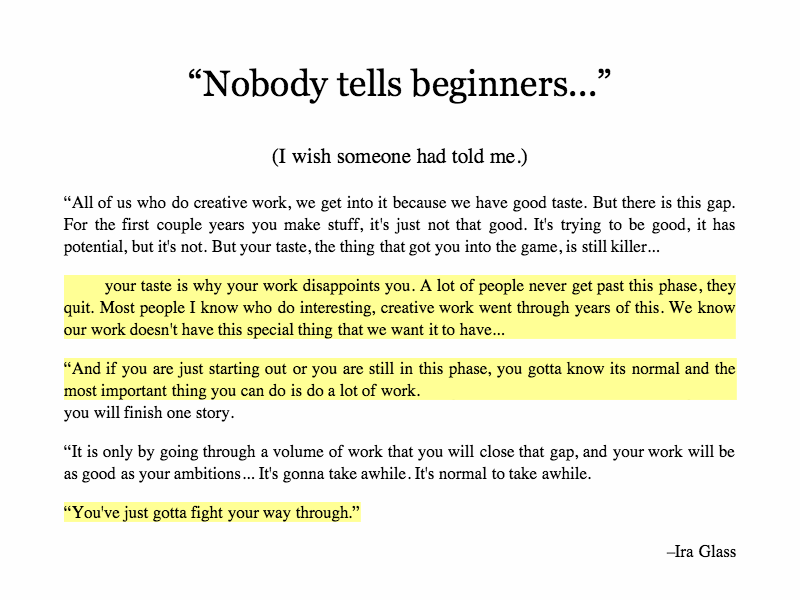 “Nobody tells beginners...”
(I wish someone had told me.)
“All of us who do creative work, we get into it because we have good taste. But there is this gap.
For the first couple years you make stuff, it's just not that good. It's trying to be good, it has
potential, but it's not. But your taste, the thing that got you into the game, is still killer...
your taste is why your work disappoints you. A lot of people never get past this phase, they
quit. Most people I know who do interesting, creative work went through years of this. We know
our work doesn't have this special thing that we want it to have...
“And if you are just starting out or you are still in this phase, you gotta know its normal and the
most important thing you can do is do a lot of work.
you will finish one story.
“It is only by going through a volume of work that you will close that gap, and your work will be
as good as your ambitions... It's gonna take awhile. It's normal to take awhile.
“You've just gotta fight your way through.”
–Ira Glass